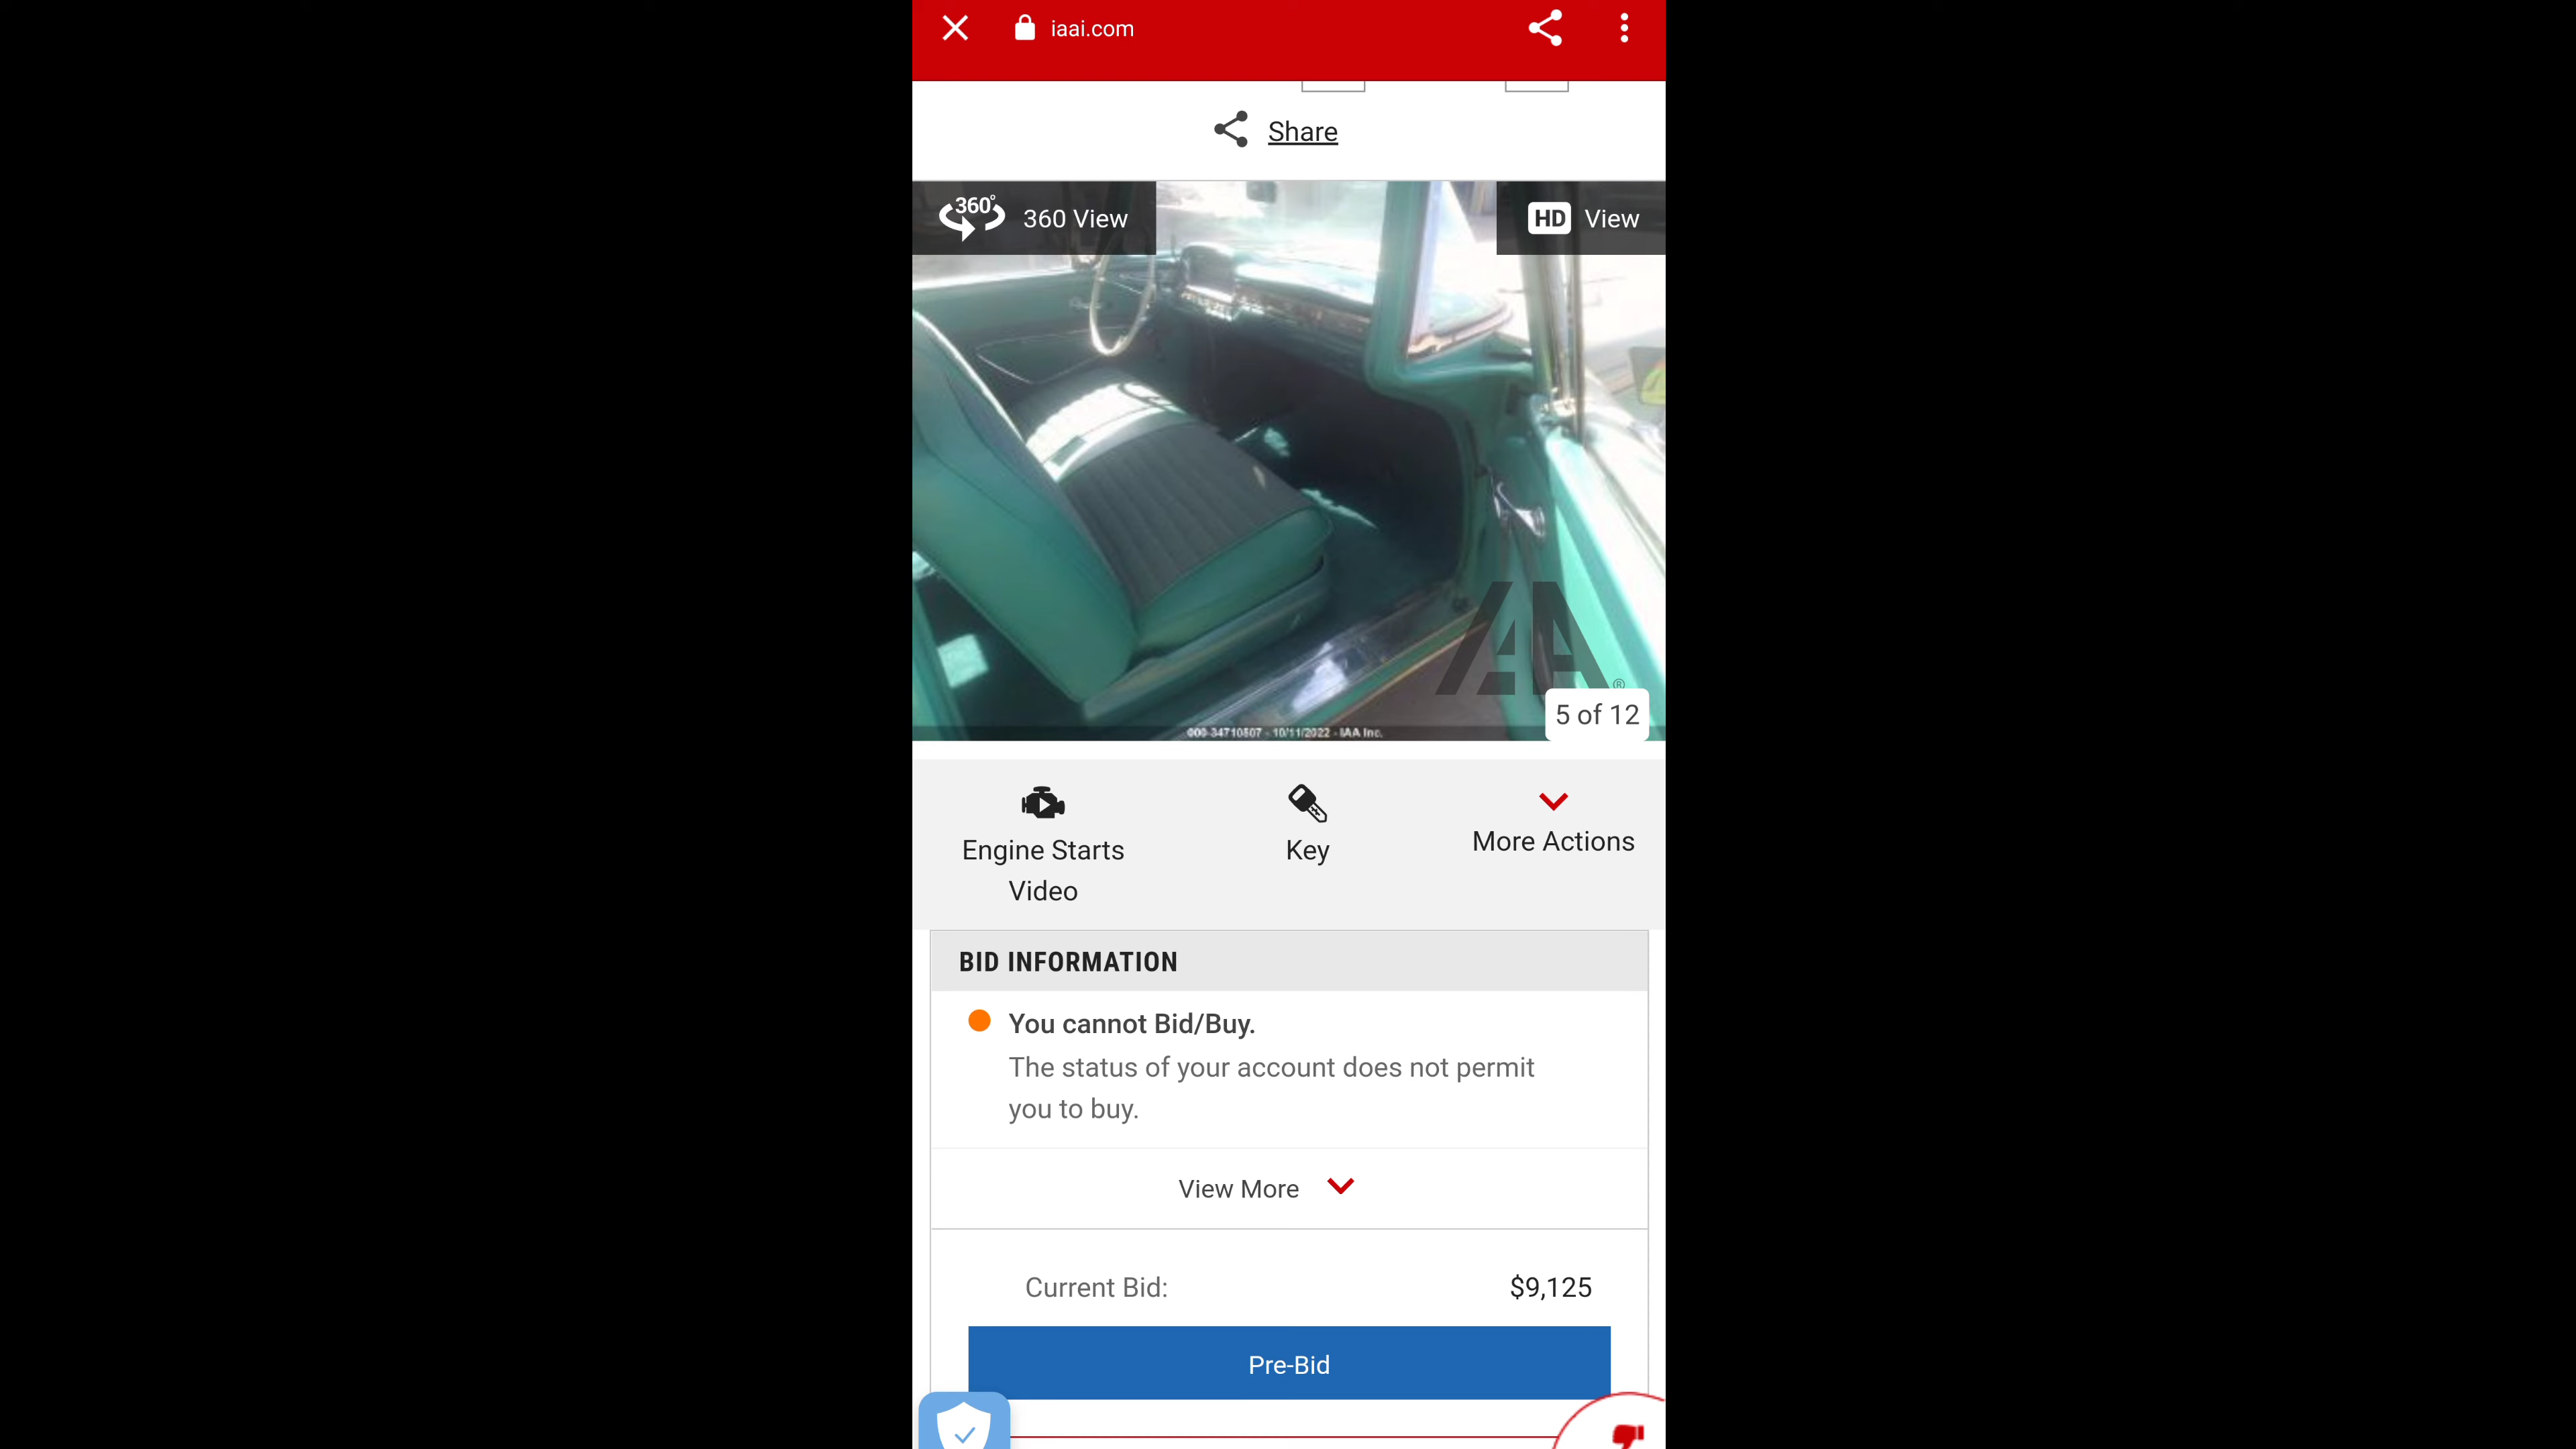 iaai.com
Share
360° 360 View
HD View
IAA®
5 of 12
000-34710807 - 10/11/2022 - IAA Inc.
Engine Starts
Video
Key
More Actions
BID INFORMATION
You cannot Bid/Buy.
The status of your account does not permit
you to buy.
View More
Current Bid: $9,125
Pre-Bid